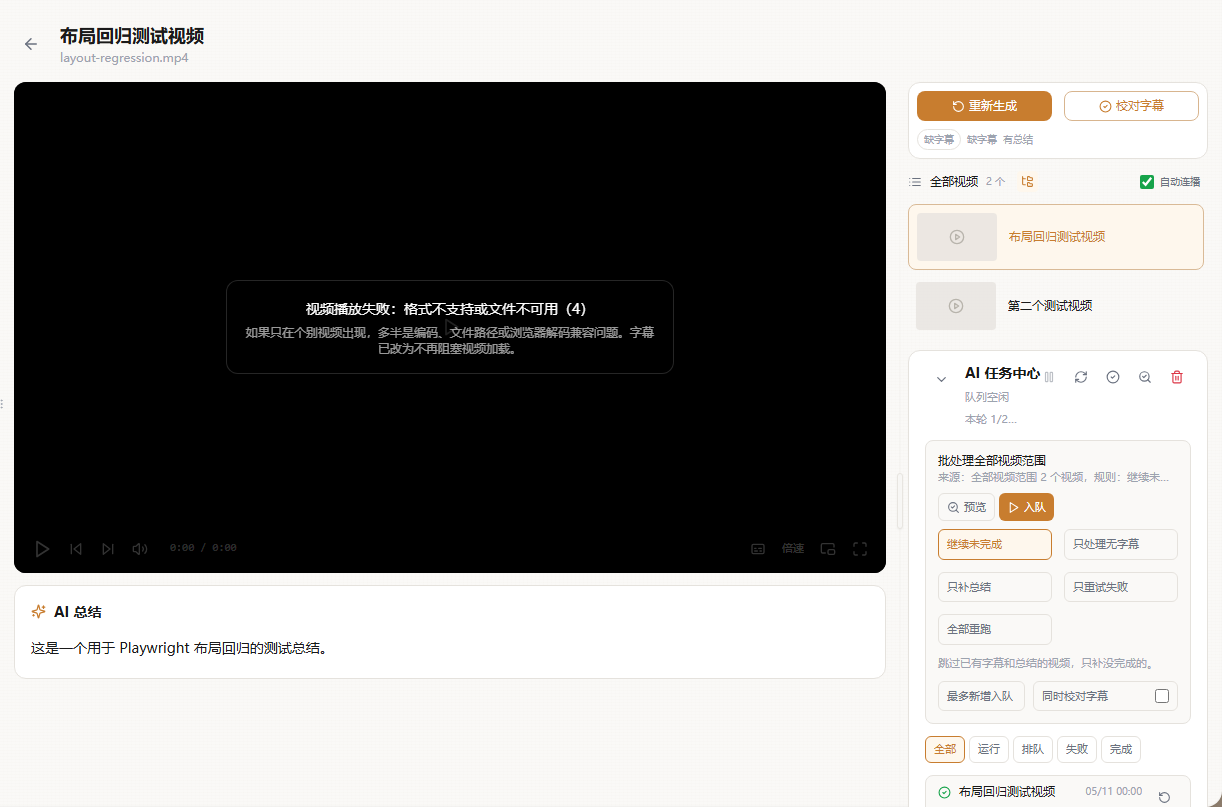 布局回归测试视频
layout-regression.mp4
视频播放失败：格式不支持或文件不可用（4）
如果只在个别视频出现，多半是编码、文件路径或浏览器解码兼容问题。字幕
已改为不再阻塞视频加载。
0:00 / 0:00
倍速
AI 总结
这是一个用于 Playwright 布局回归的测试总结。
重新生成
校对字幕
缺字幕 缺字幕 有总结
全部视频 2 个
自动连播
布局回归测试视频
第二个测试视频
AI 任务中心
队列空闲
本轮 1/2...
批处理全部视频范围
来源：全部视频范围 2 个视频，规则：继续未...
预览
入队
继续未完成
只处理无字幕
只补总结
只重试失败
全部重跑
跳过已有字幕和总结的视频，只补没完成的。
最多新增入队
同时校对字幕
全部
运行
排队
失败
完成
布局回归测试视频
05/11 00:00